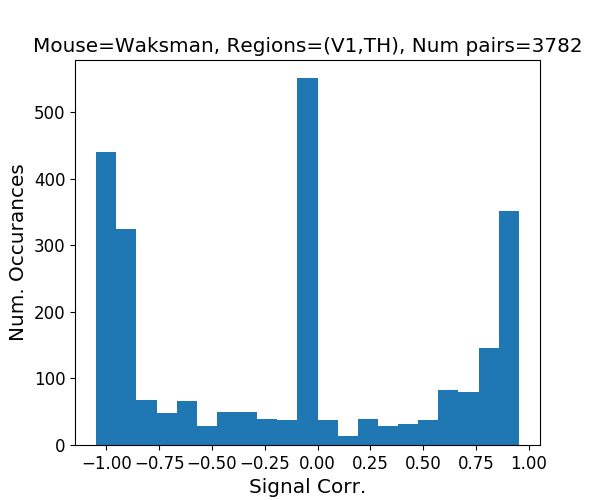 Mouse=Waksman, Regions=(V1,TH), Num pairs=3782
Num. Occurances
500
400
300
200
100
0
−1.00 −0.75 −0.50 −0.25 0.00 0.25 0.50 0.75 1.00
Signal Corr.